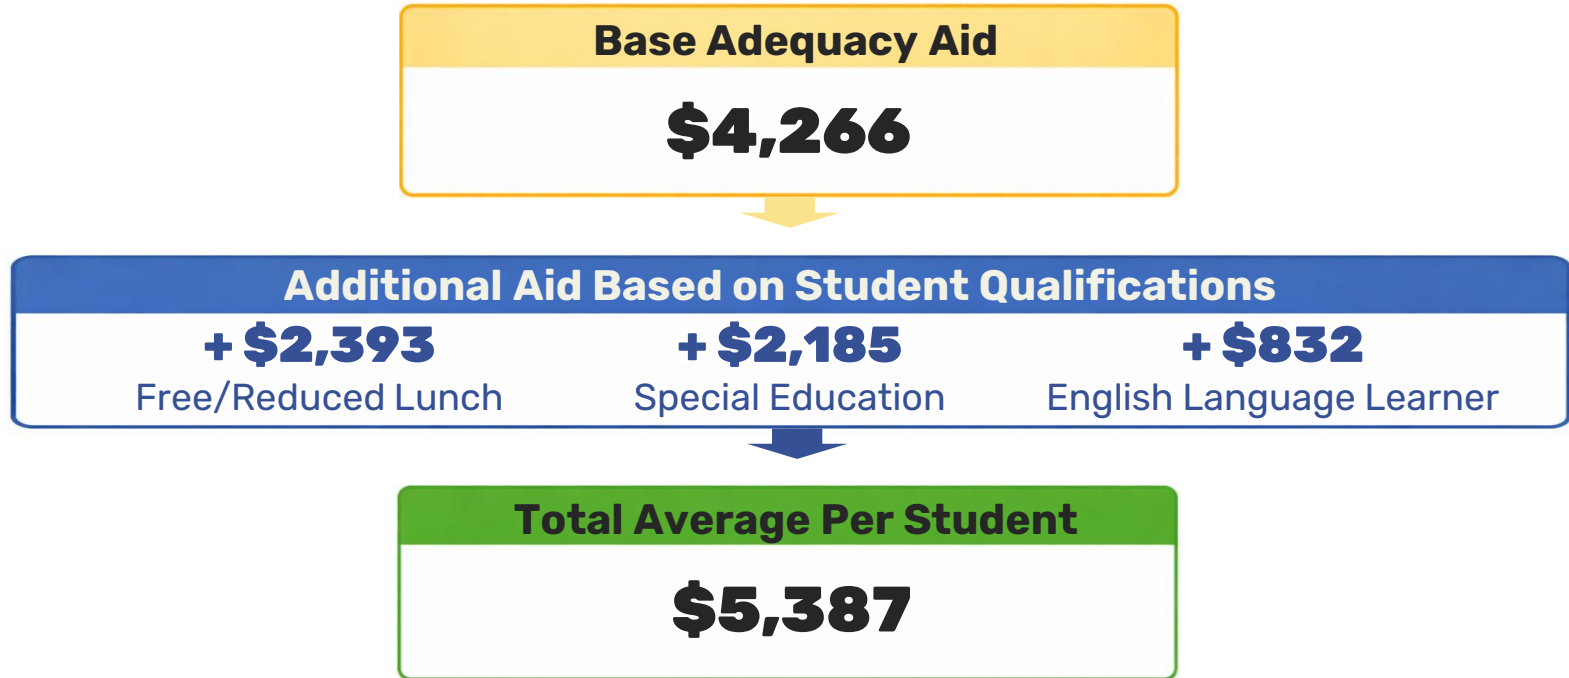 Base Adequacy Aid
$4,266
Additional Aid Based on Student Qualifications
+ $2,393 + $2,185 + $832
Free/Reduced Lunch Special Education English Language Learner
Total Average Per Student
$5,387